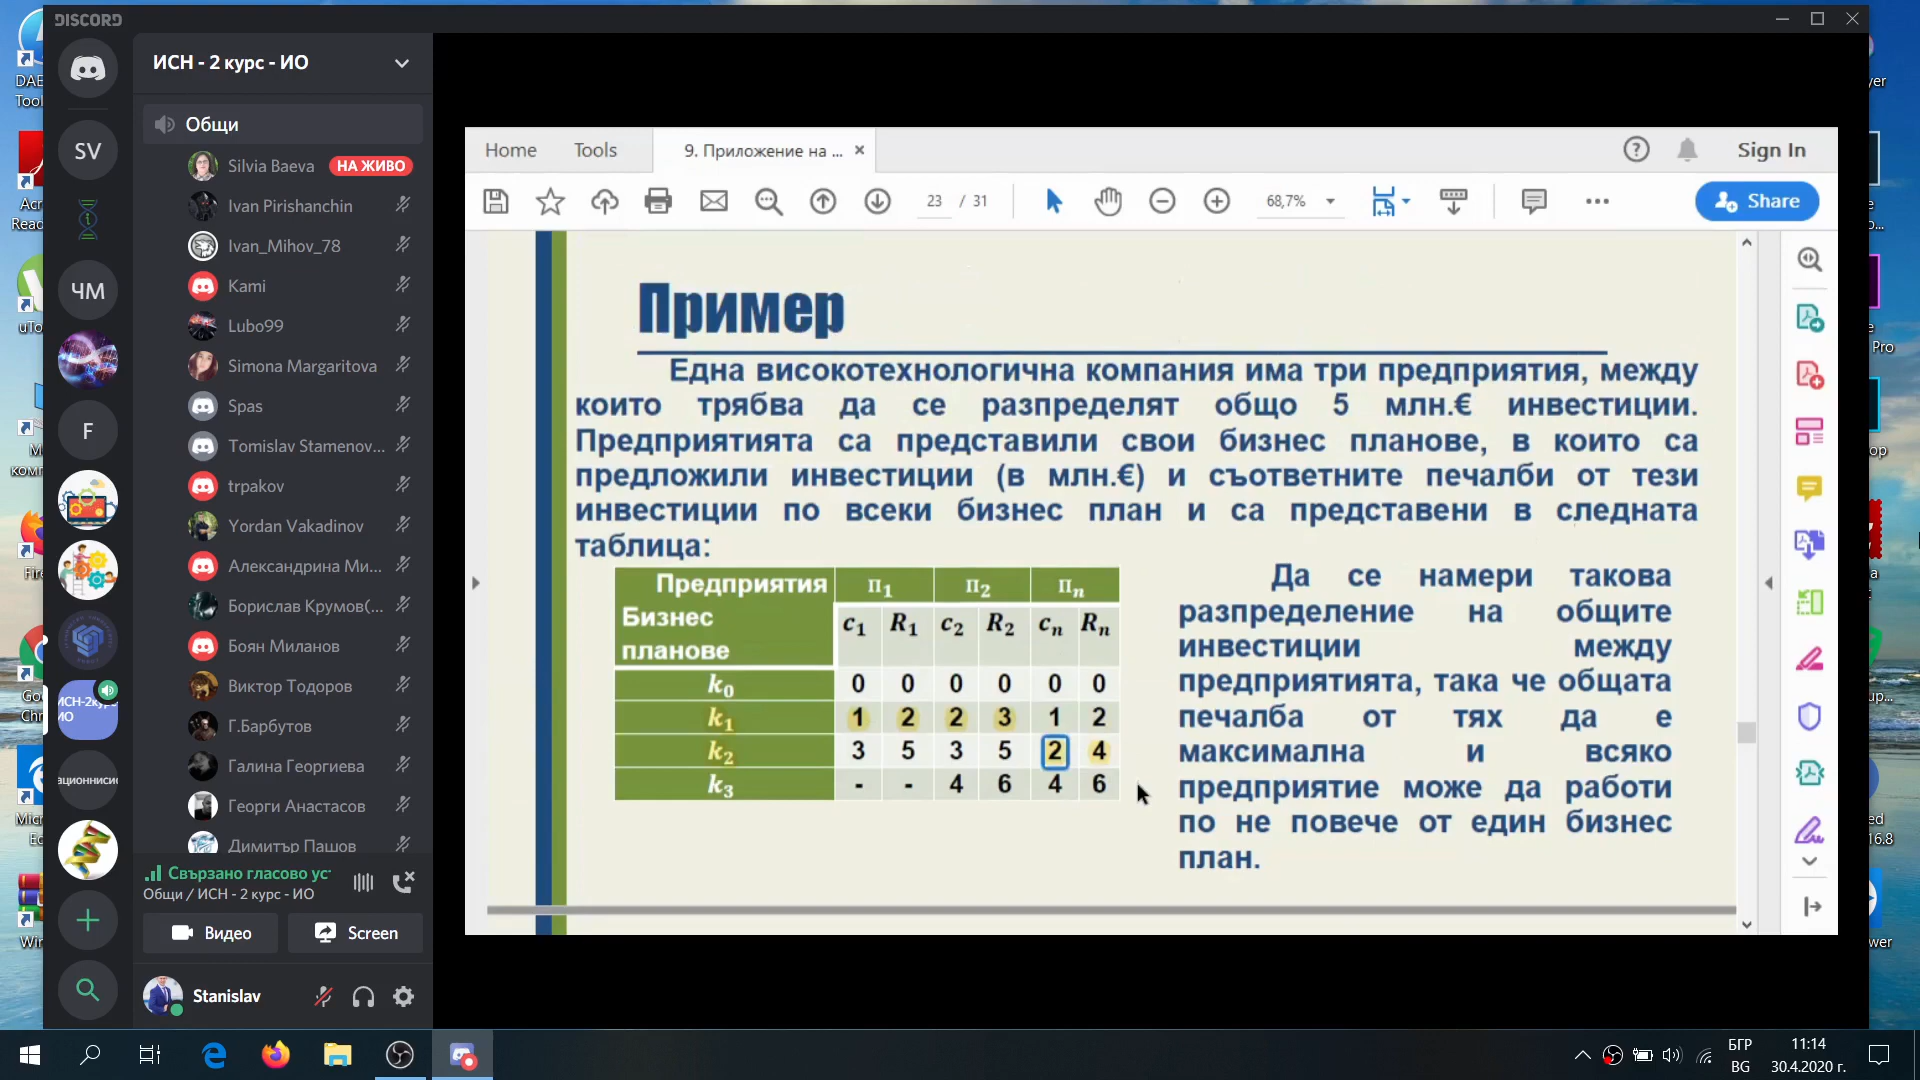 DISCORD
ИСН - 2 курс - ИО
Общи
Silvia Baeva НА ЖИВО
Ivan Pirishanchin
Ivan_Mihov_78
Kami
Lubo99
Simona Margaritova
Spas
Tomislav Stamenov...
trpakov
Yordan Vakadinov
Александрина Ми...
Борислав Крумов(...
Боян Миланов
Виктор Тодоров
Г.Барбутов
Галина Георгиева
Георги Анастасов
Димитър Пашов
Свързано гласово ус
Общи / ИСН - 2 курс - ИО
Видео Screen
Stanislav
SV
ЧМ
F
ИСН-2кур
ИО
ационнисис
Home Tools 9. Приложение на ... × Sign In
23 / 31 68,7% Share
Пример
Една високотехнологична компания има три предприятия, между
които трябва да се разпределят общо 5 млн.€ инвестиции.
Предприятията са представили свои бизнес планове, в които са
предложили инвестиции (в млн.€) и съответните печалби от тези
инвестиции по всеки бизнес план и са представени в следната
таблица:
Предприятия П1 П2 Пn
Бизнес планове c1 R1 c2 R2 cn Rn
k0 0 0 0 0 0 0
k1 1 2 2 3 1 2
k2 3 5 3 5 2 4
k3 - - 4 6 4 6
Да се намери такова
разпределение на общите
инвестиции между
предприятията, така че общата
печалба от тях да е
максимална и всяко
предприятие може да работи
по не повече от един бизнес
план.
БГР
BG
11:14
30.4.2020 г.